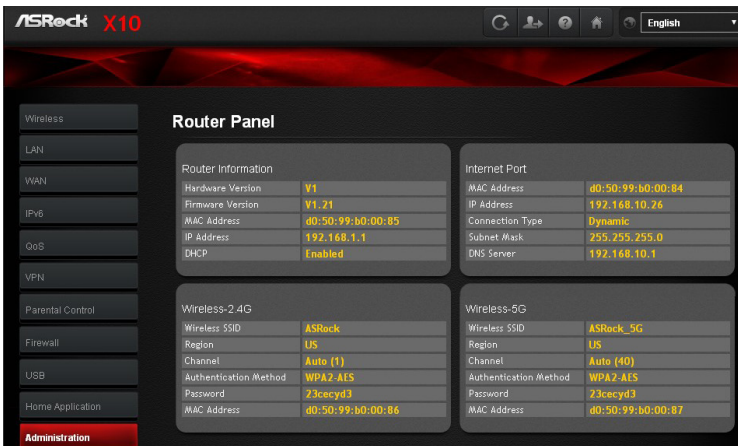 ASRock X10
English
Wireless
LAN
WAN
IPv6
QoS
VPN
Parental Control
Firewall
USB
Home Application
Administration
Router Panel
Router Information
Hardware Version V1
Firmware Version V1.21
MAC Address d0:50:99:b0:00:85
IP Address 192.168.1.1
DHCP Enabled
Internet Port
MAC Address d0:50:99:b0:00:84
IP Address 192.168.10.26
Connection Type Dynamic
Subnet Mask 255.255.255.0
DNS Server 192.168.10.1
Wireless-2.4G
Wireless SSID ASRock
Region US
Channel Auto (1)
Authentication Method WPA2-AES
Password 23cecyd3
MAC Address d0:50:99:b0:00:86
Wireless-5G
Wireless SSID ASRock_5G
Region US
Channel Auto (40)
Authentication Method WPA2-AES
Password 23cecyd3
MAC Address d0:50:99:b0:00:87